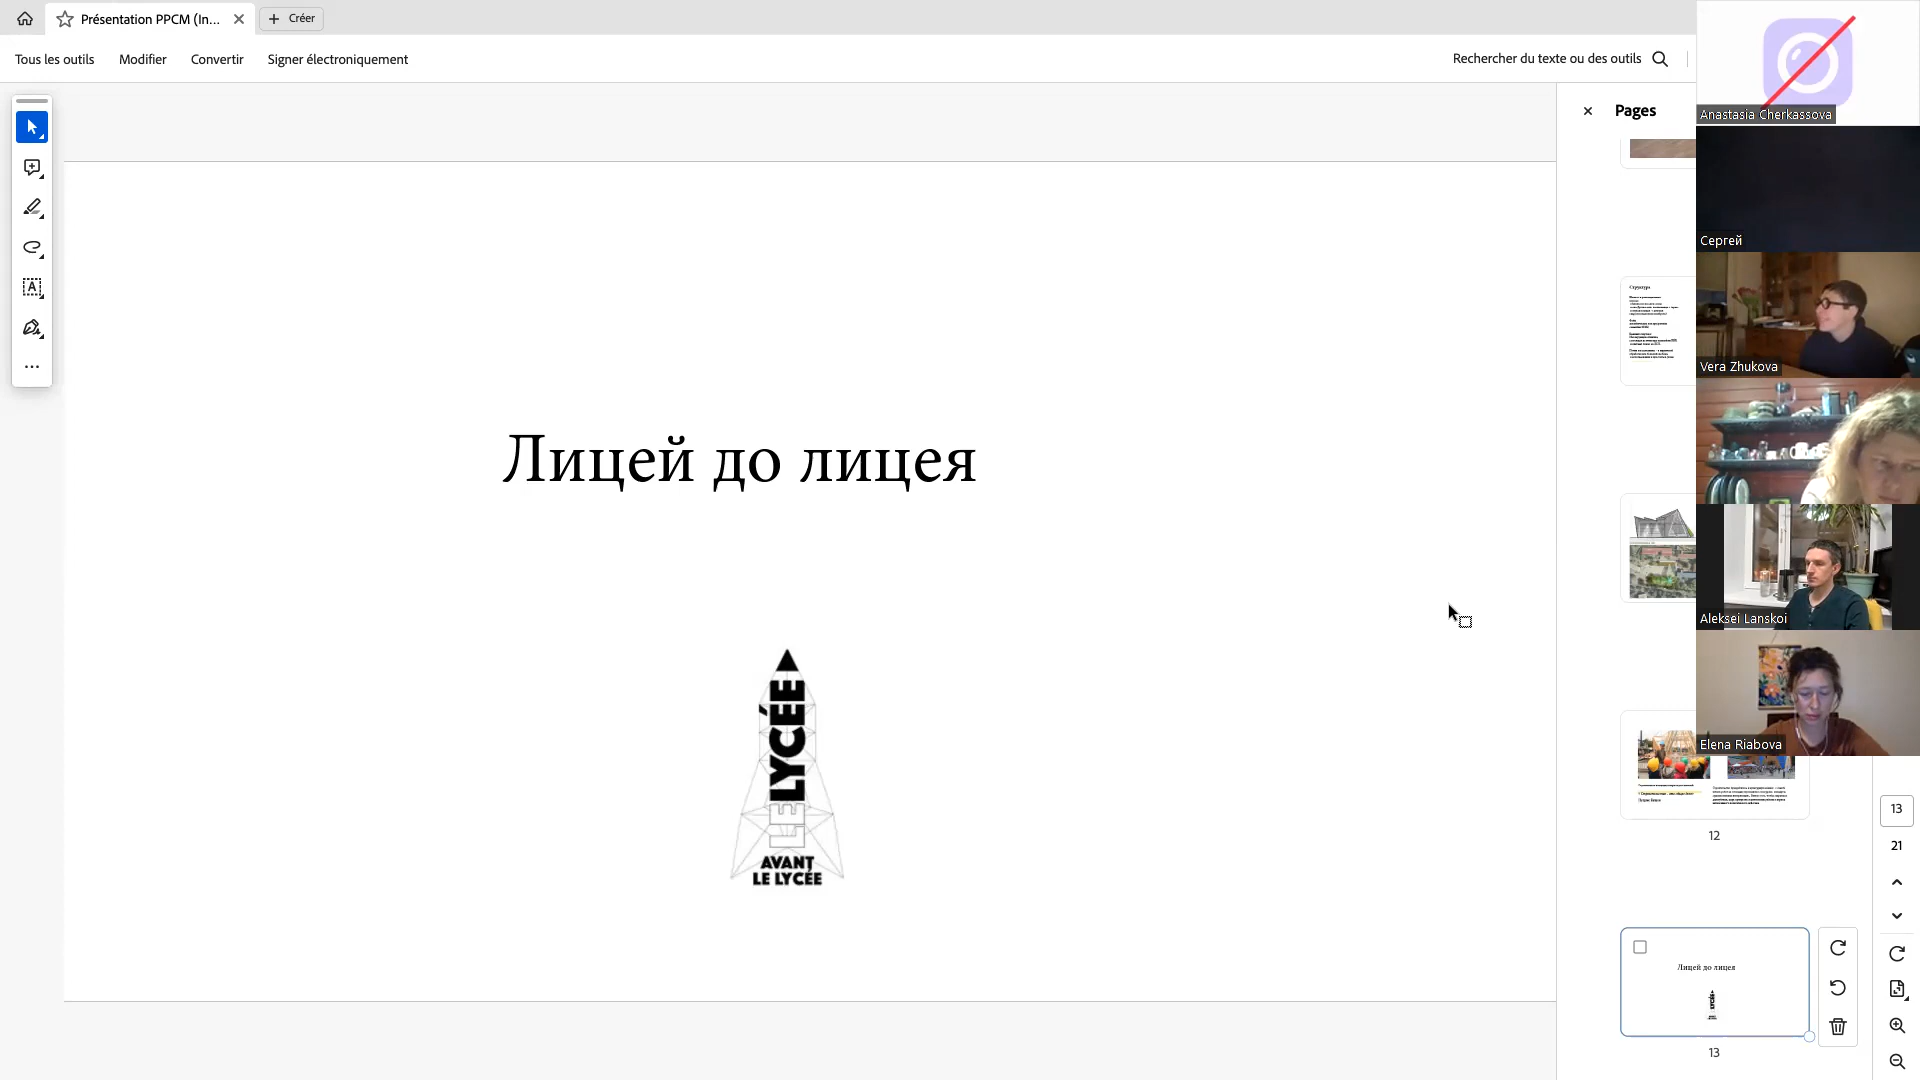 Présentation PPCM (In...
Créer
Tous les outils
Modifier
Convertir
Signer électroniquement
Rechercher du texte ou des outils
Pages
Anastasia Cherkassova
Сергей
Vera Zhukova
Aleksei Lanskoi
Elena Riabova
Лицей до лицея
LE LYCÉE
AVANT
LE LYCÉE
Структура
12
13
21
Лицей до лицея
13